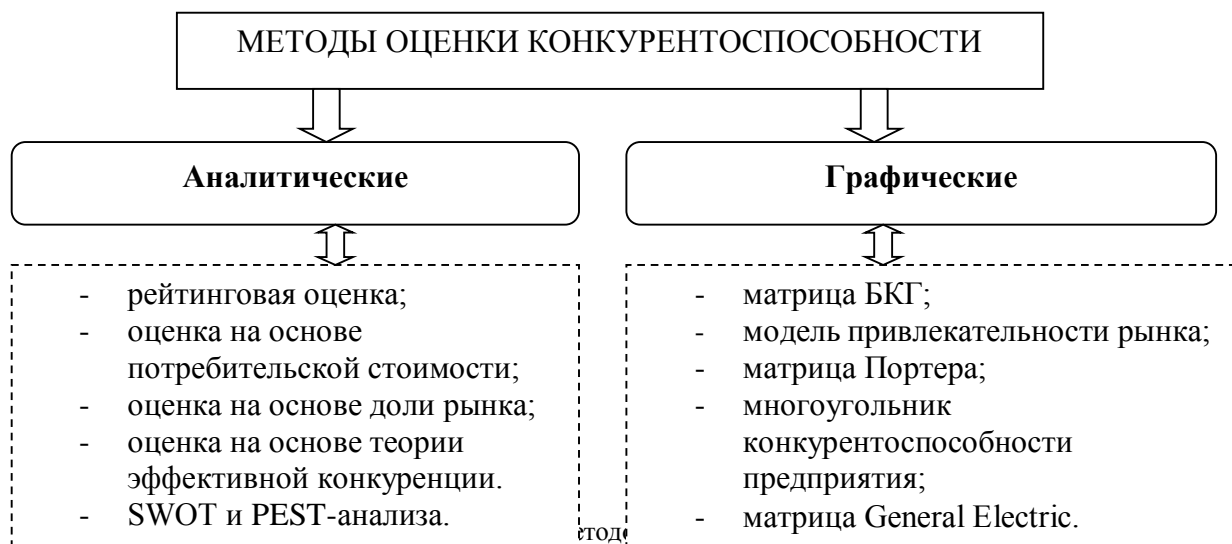 МЕТОДЫ ОЦЕНКИ КОНКУРЕНТОСПОСОБНОСТИ
Аналитические
- рейтинговая оценка;
- оценка на основе
потребительской стоимости;
- оценка на основе доли рынка;
- оценка на основе теории
эффективной конкуренции.
- SWOT и PEST-анализа.
Графические
- матрица БКГ;
- модель привлекательности рынка;
- матрица Портера;
- многоугольник
конкурентоспособности
предприятия;
- матрица General Electric.